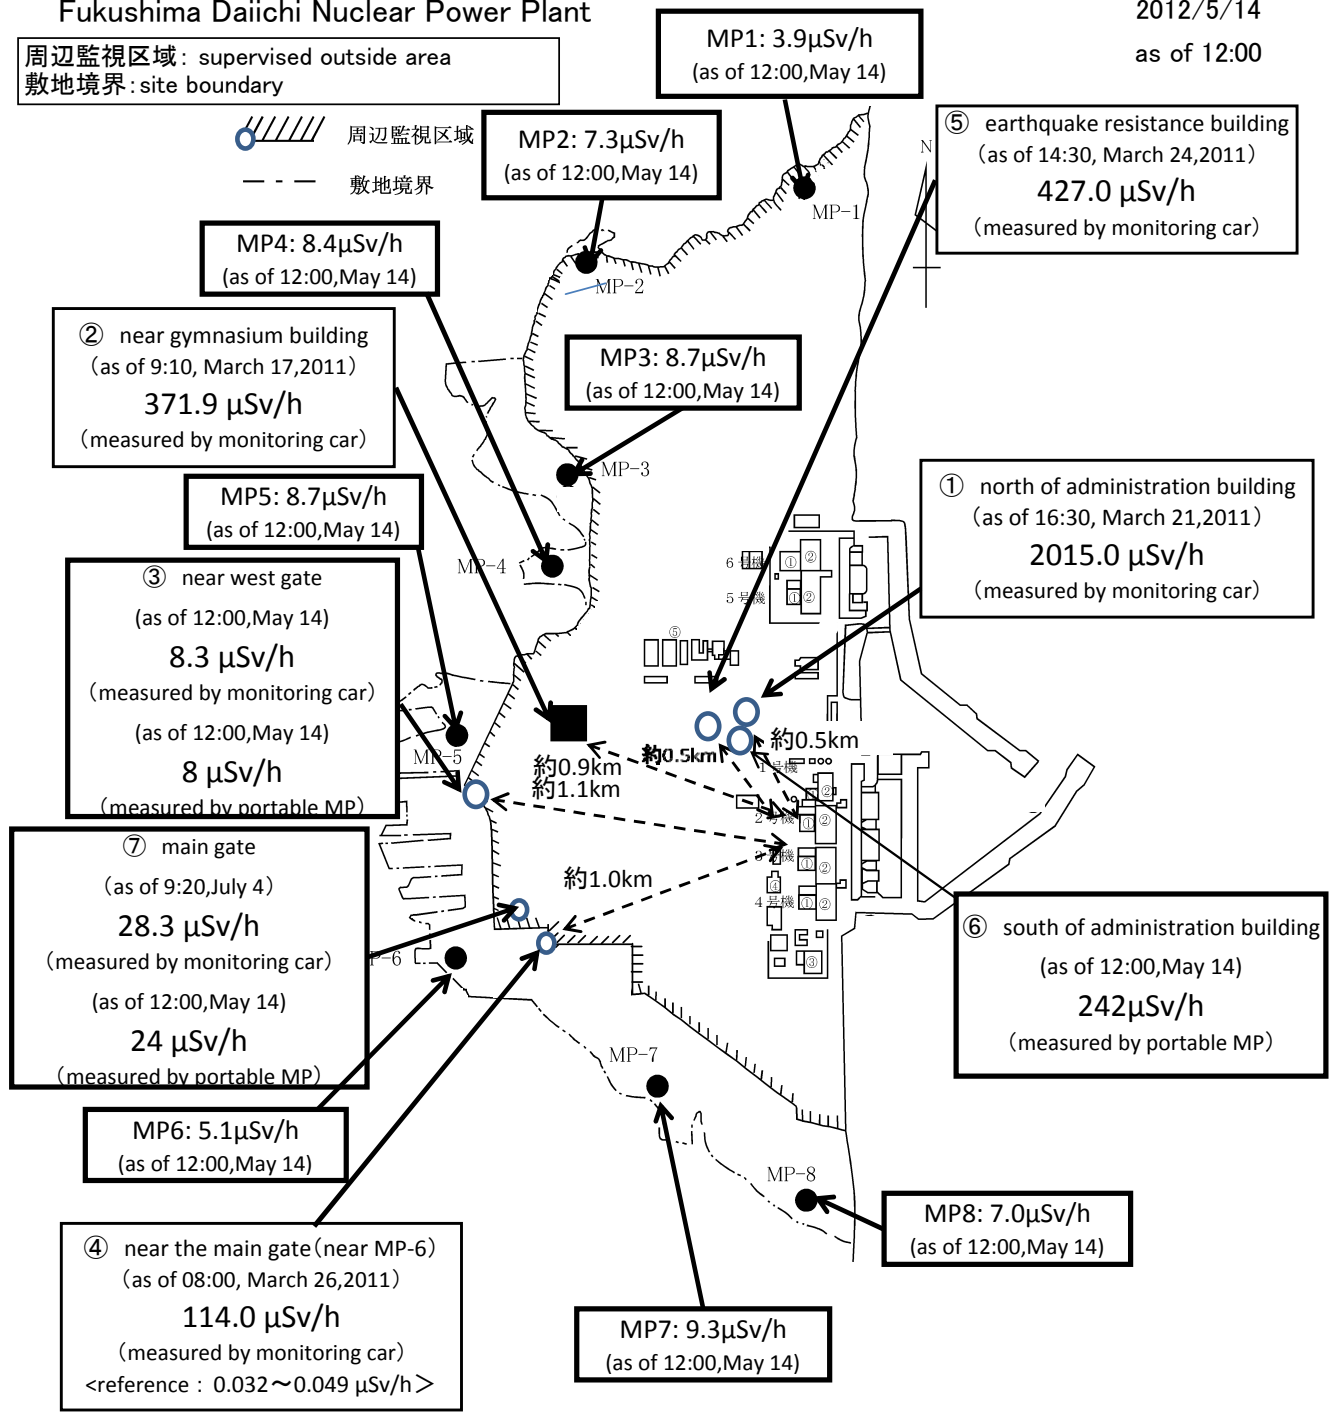 Fukushima Daiichi Nuclear Power Plant
2012/5/14
as of 12:00
周辺監視区域: supervised outside area
敷地境界:site boundary
周辺監視区域
敷地境界
MP1: 3.9μSv/h
(as of 12:00,May 14)
MP2: 7.3μSv/h
(as of 12:00,May 14)
⑤ earthquake resistance building
(as of 14:30, March 24,2011)
427.0 μSv/h
(measured by monitoring car)
N
MP-1
MP4: 8.4μSv/h
(as of 12:00,May 14)
MP-2
② near gymnasium building
(as of 9:10, March 17,2011)
371.9 μSv/h
(measured by monitoring car)
MP3: 8.7μSv/h
(as of 12:00,May 14)
MP-3
MP5: 8.7μSv/h
(as of 12:00,May 14)
① north of administration building
(as of 16:30, March 21,2011)
2015.0 μSv/h
(measured by monitoring car)
MP-4
6号機
① ②
5号機
① ②
③ near west gate
(as of 12:00,May 14)
8.3 μSv/h
(measured by monitoring car)
(as of 12:00,May 14)
8 μSv/h
(measured by portable MP)
⑤
MP-5
約0.9km
約1.1km
約0.5km
約0.5km
1号機
②
2号機
① ②
3号機
① ②
④
4号機
① ②
③
⑦ main gate
(as of 9:20,July 4)
28.3 μSv/h
(measured by monitoring car)
(as of 12:00,May 14)
24 μSv/h
(measured by portable MP)
約1.0km
P-6
⑥ south of administration building
(as of 12:00,May 14)
242μSv/h
(measured by portable MP)
MP-7
MP6: 5.1μSv/h
(as of 12:00,May 14)
MP-8
MP8: 7.0μSv/h
(as of 12:00,May 14)
④ near the main gate(near MP-6)
(as of 08:00, March 26,2011)
114.0 μSv/h
(measured by monitoring car)
<reference : 0.032～0.049 μSv/h>
MP7: 9.3μSv/h
(as of 12:00,May 14)